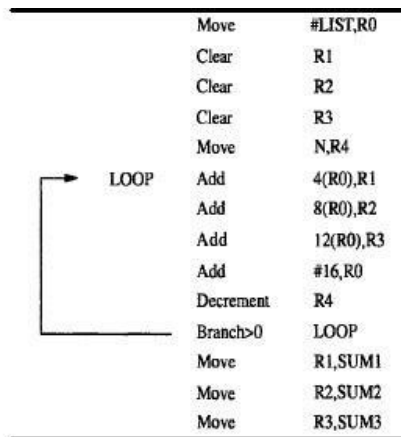 Move #LIST,R0
Clear R1
Clear R2
Clear R3
Move N,R4
LOOP Add 4(R0),R1
Add 8(R0),R2
Add 12(R0),R3
Add #16,R0
Decrement R4
Branch>0 LOOP
Move R1,SUM1
Move R2,SUM2
Move R3,SUM3